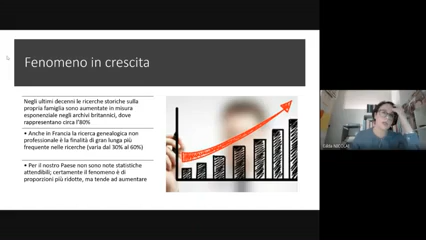 Fenomeno in crescita
Negli ultimi decenni le ricerche storiche sulla
propria famiglia sono aumentate in misura
esponenziale negli archivi britannici, dove
rappresentano circa l'80%
• Anche in Francia la ricerca genealogica non
professionale è la finalità di gran lunga più
frequente nelle ricerche (varia dal 30% al 60%)
• Per il nostro Paese non sono note statistiche
attendibili; certamente il fenomeno è di
proporzioni più ridotte, ma tende ad aumentare